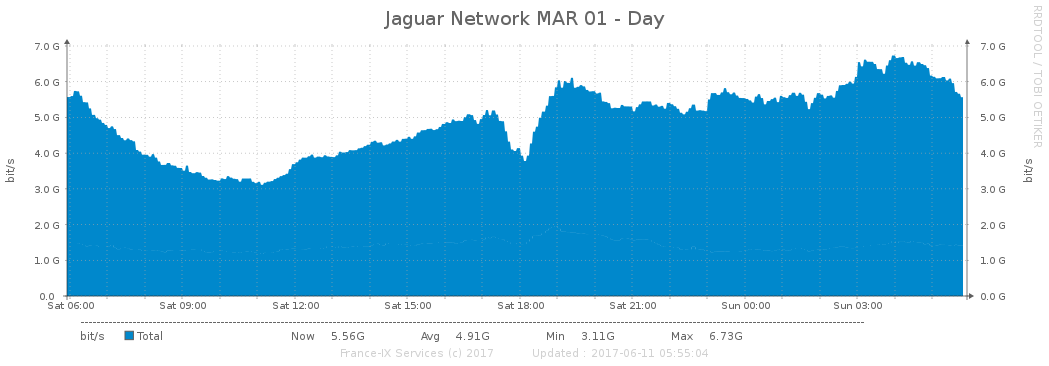 Jaguar Network MAR 01 - Day
RRDTOOL / TOBI OETIKER
7.0 G 7.0 G
6.0 G 6.0 G
5.0 G 5.0 G
4.0 G 4.0 G
3.0 G 3.0 G
2.0 G 2.0 G
1.0 G 1.0 G
0.0 0.0 G
bit/s bit/s
Sat 06:00 Sat 09:00 Sat 12:00 Sat 15:00 Sat 18:00 Sat 21:00 Sun 00:00 Sun 03:00
bit/s Total Now 5.56G Avg 4.91G Min 3.11G Max 6.73G
France-IX Services (c) 2017 Updated : 2017-06-11 05:55:04